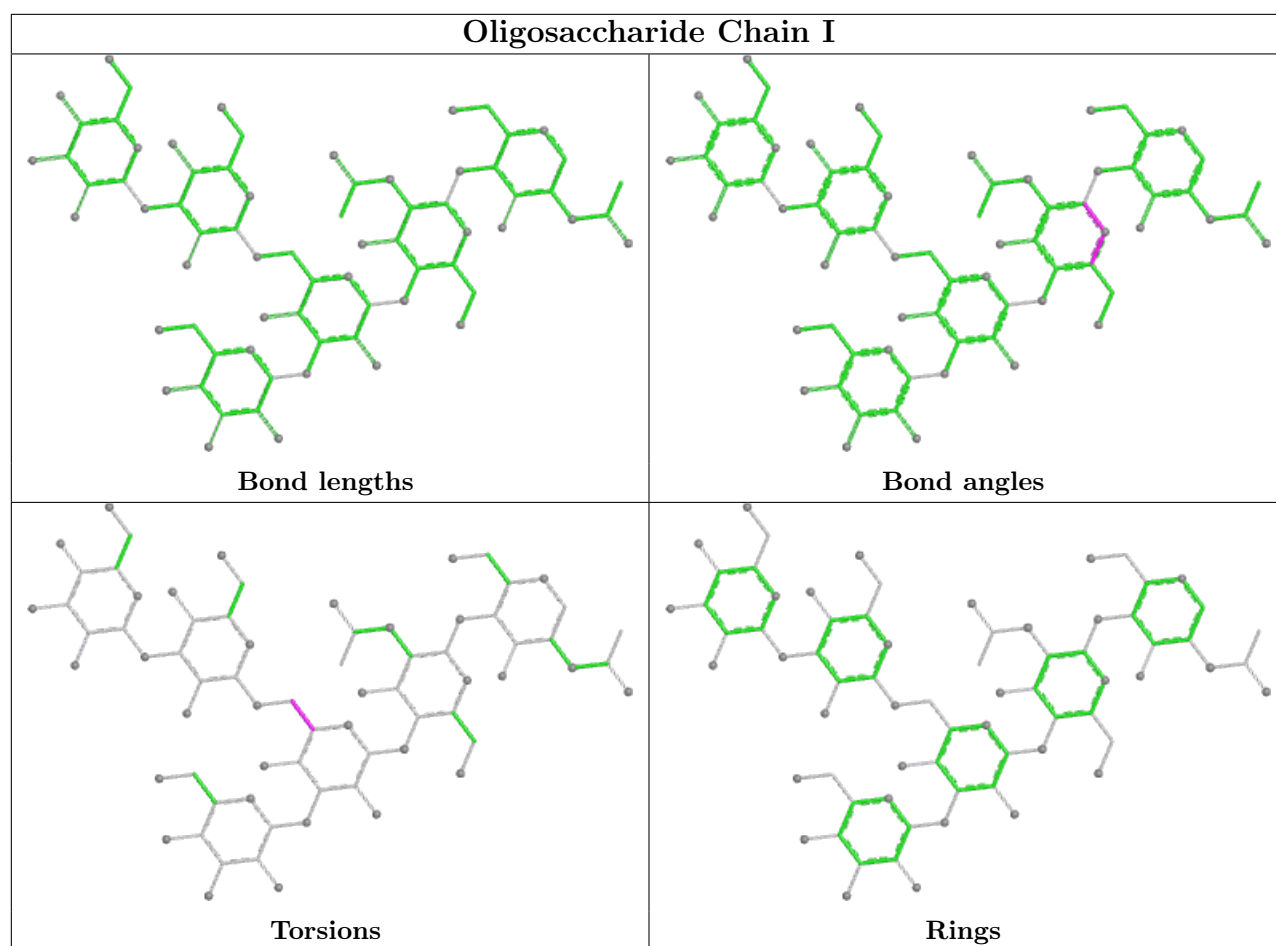 Oligosaccharide Chain I
Bond lengths
Bond angles
Torsions
Rings